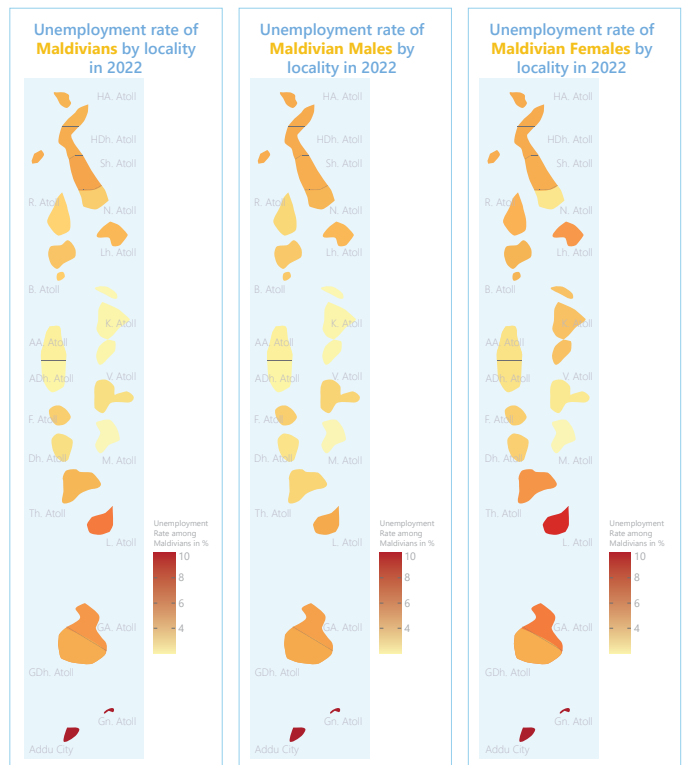 Unemployment rate of
Maldivians by locality
in 2022
HA. Atoll
HDh. Atoll
Sh. Atoll
R. Atoll
N. Atoll
Lh. Atoll
B. Atoll
K. Atoll
AA. Atoll
V. Atoll
ADh. Atoll
F. Atoll
Dh. Atoll
M. Atoll
Th. Atoll
L. Atoll
Unemployment
Rate among
Maldivians in %
10
8
6
4
GA. Atoll
GDh. Atoll
Gn. Atoll
Addu City
Unemployment rate of
Maldivian Males by
locality in 2022
HA. Atoll
HDh. Atoll
Sh. Atoll
R. Atoll
N. Atoll
Lh. Atoll
B. Atoll
K. Atoll
AA. Atoll
V. Atoll
ADh. Atoll
F. Atoll
Dh. Atoll
M. Atoll
Th. Atoll
L. Atoll
Unemployment
Rate among
Maldivians in %
10
8
6
4
GA. Atoll
GDh. Atoll
Gn. Atoll
Addu City
Unemployment rate of
Maldivian Females by
locality in 2022
HA. Atoll
HDh. Atoll
Sh. Atoll
R. Atoll
N. Atoll
Lh. Atoll
B. Atoll
K. Atoll
AA. Atoll
V. Atoll
ADh. Atoll
F. Atoll
Dh. Atoll
M. Atoll
Th. Atoll
L. Atoll
Unemployment
Rate among
Maldivians in %
10
8
6
4
GA. Atoll
GDh. Atoll
Gn. Atoll
Addu City